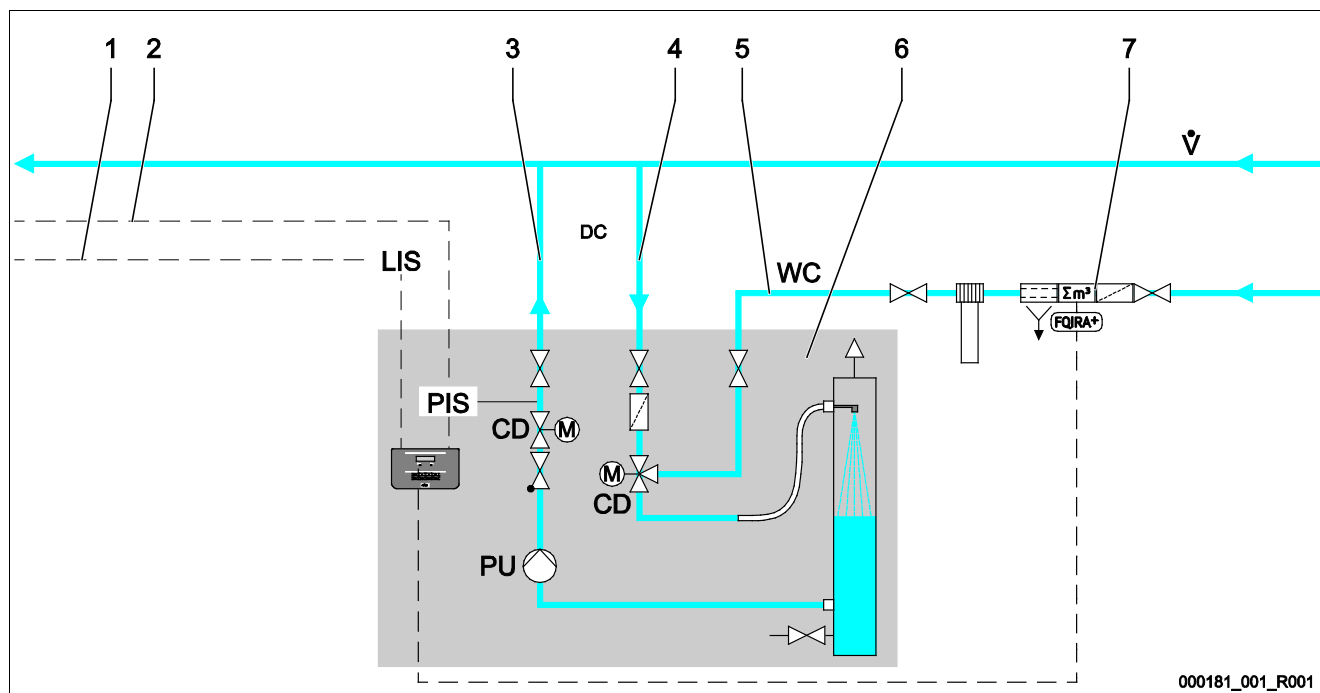 1 2 3 4 5 6 7
V̇
DC
LIS
WC
Σm³
FQIRA⁺
PIS
CD M
M
CD
PU
000181_001_R001